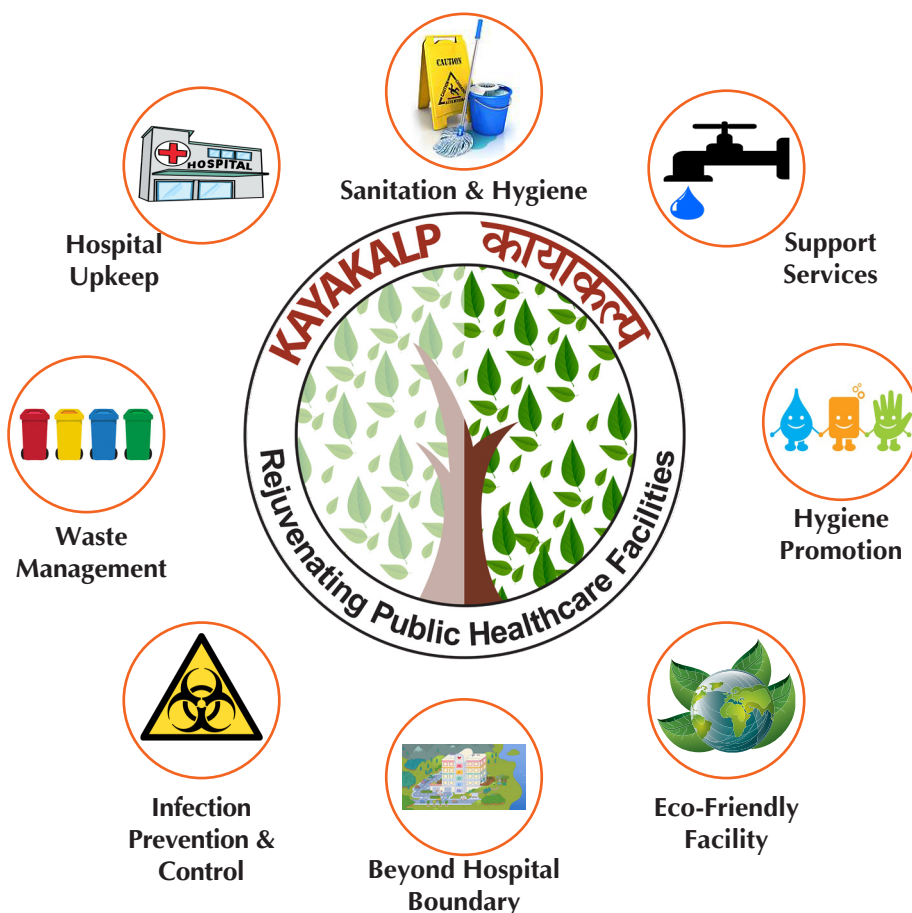 CAUTION
Sanitation & Hygiene
HOSPITAL
Hospital
Upkeep
Support
Services
KAYAKALP कायाकल्प
Rejuvenating Public Healthcare Facilities
Waste
Management
Hygiene
Promotion
Infection
Prevention &
Control
Beyond Hospital
Boundary
Eco-Friendly
Facility